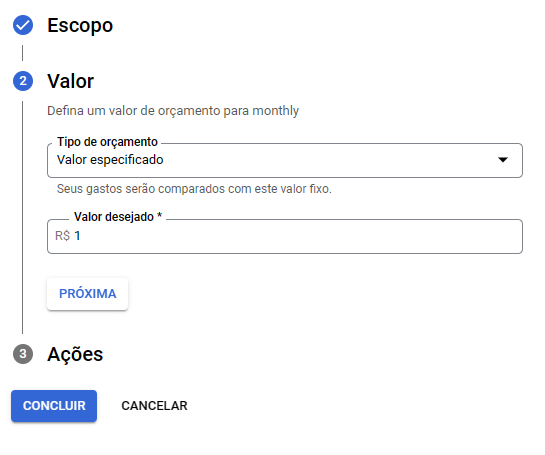 Escopo
2 Valor
Defina um valor de orçamento para monthly
Tipo de orçamento
Valor especificado
Seus gastos serão comparados com este valor fixo.
Valor desejado *
R$ 1
PRÓXIMA
3 Ações
CONCLUIR CANCELAR